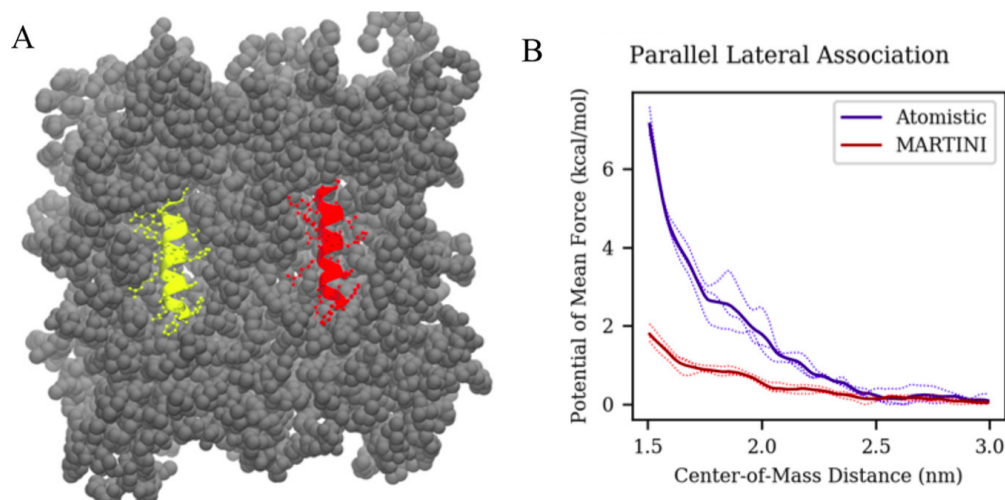 A
B
Parallel Lateral Association
Atomistic
MARTINI
Potential of Mean Force (kcal/mol)
6
4
2
0
1.5 2.0 2.5 3.0
Center-of-Mass Distance (nm)